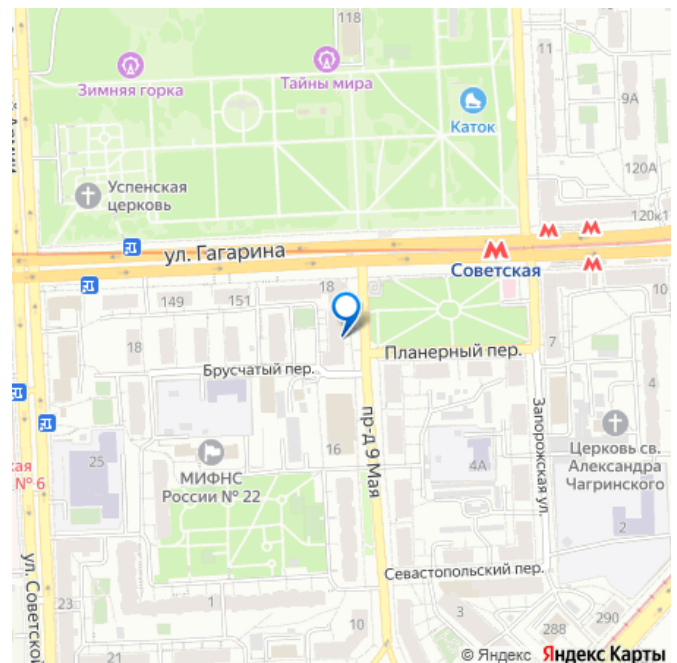 118
11
9А
Зимняя горка
Тайны мира
Каток
120А
Успенская
церковь
120к1
ул. Гагарина
М
М
М
М
Советская
149
151
18
10
18
7
Планерный пер.
4
Брусчатый пер.
пр-д 9 Мая
Запорожская ул.
16
25
МИФНС
России № 22
4А
Церковь св.
Александра
Чагринского
ская
№ 6
2
ул. Советской
Севастопольский пер.
23
1
10
3
288
290
21
© Яндекс Яндекс Карты